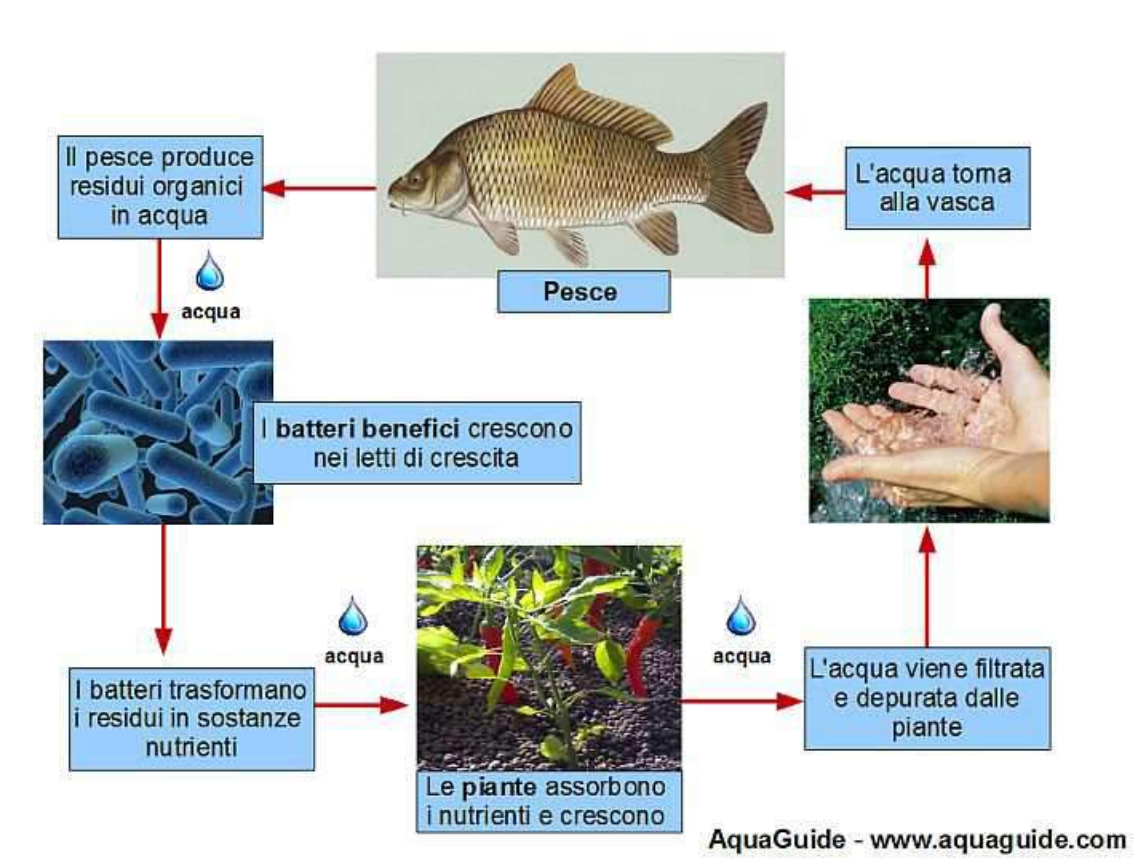 Il pesce produce
residui organici
in acqua
L'acqua torna
alla vasca
Pesce
acqua
I batteri benefici crescono
nei letti di crescita
acqua
acqua
I batteri trasformano
i residui in sostanze
nutrienti
L'acqua viene filtrata
e depurata dalle
piante
Le piante assorbono
i nutrienti e crescono
AquaGuide - www.aquaguide.com